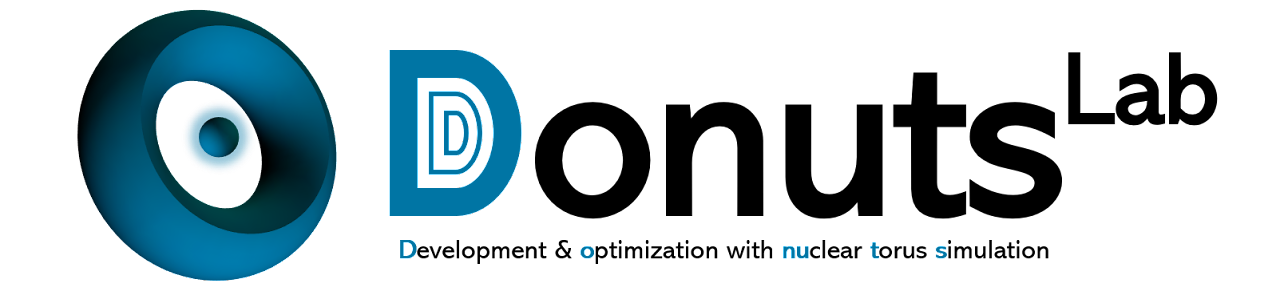 Donuts Lab
Development & optimization with nuclear torus simulation